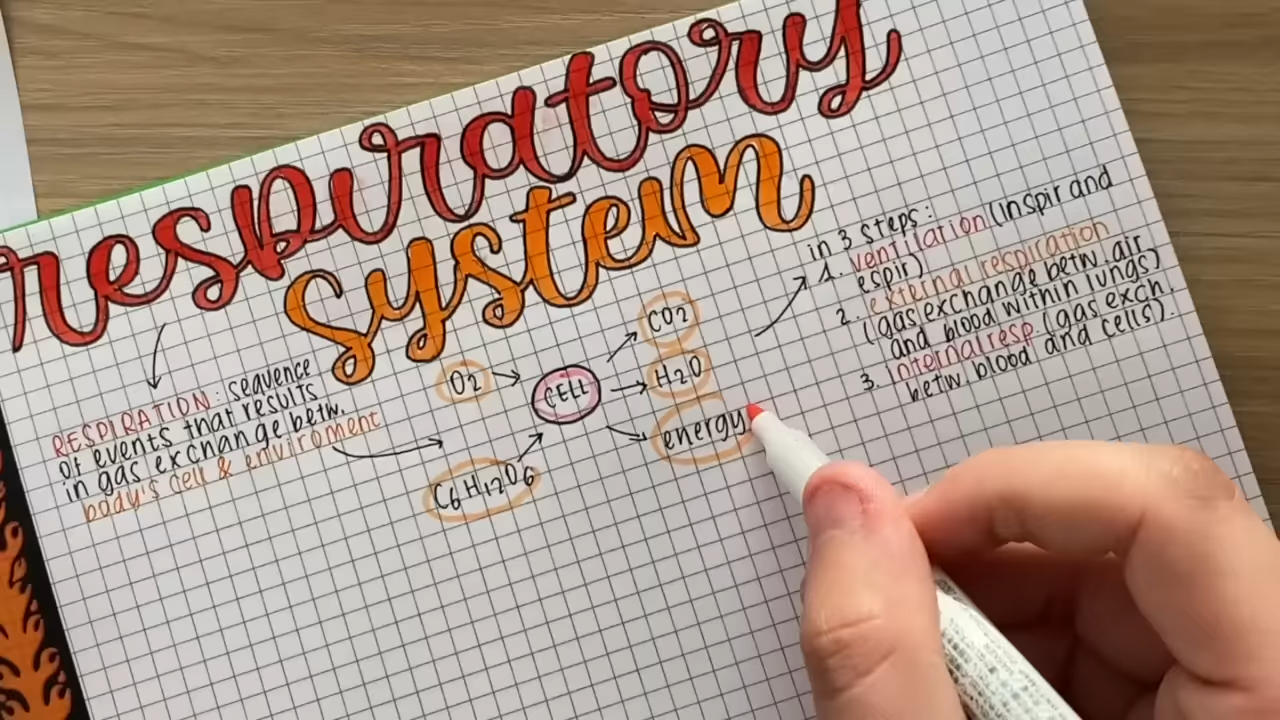 respiratory
system
RESPIRATION: sequence
of events that results
in gas exchange betw.
body's cell & enviroment
O2
C6H12O6
CELL
CO2
H2O
energy
in 3 steps:
1. ventilation (inspir and
espir)
2. external respiration
(gas exchange betw. air
and blood within lungs)
3. internal resp. (gas exch.
betw. blood and cells).